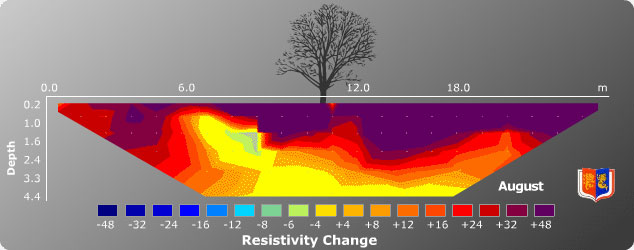 0.0 6.0 12.0 18.0 m
0.2
1.0
1.6
2.4
3.3
4.4
Depth
August
-48 -32 -24 -16 -12 -8 -6 -4 +4 +8 +12 +16 +24 +32 +48
Resistivity Change